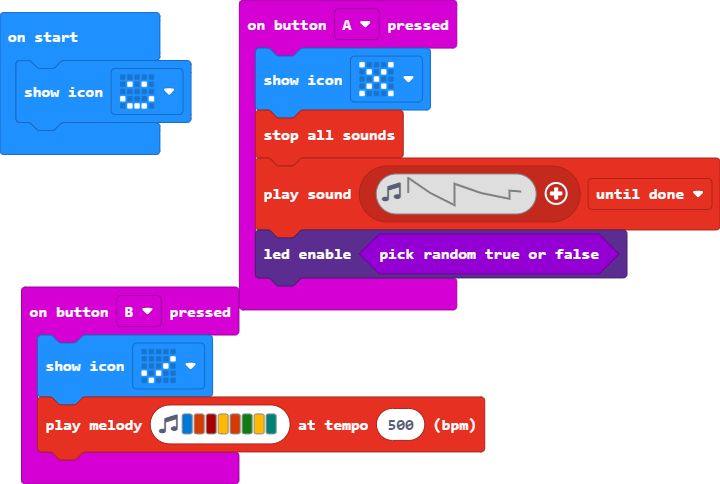 on start
show icon
on button A pressed
show icon
stop all sounds
play sound until done
led enable pick random true or false
on button B pressed
show icon
play melody at tempo 500 (bpm)